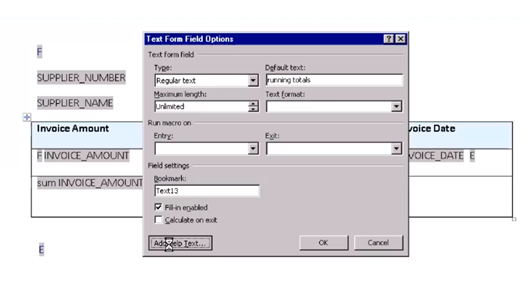 Text Form Field Options
F
Text form field
Type:
Default text:
Regular text
running totals
SUPPLIER_NUMBER
Maximum length:
Text format:
Unlimited
SUPPLIER_NAME
Run macro on
Invoice Amount
Invoice Date
Entry:
Exit:
F INVOICE_AMOUNT
VOICE_DATE E
Field settings
Bookmark:
sum INVOICE_AMOUNT
Text13
Fill-in enabled
Calculate on exit
Add Help Text...
OK
Cancel
E